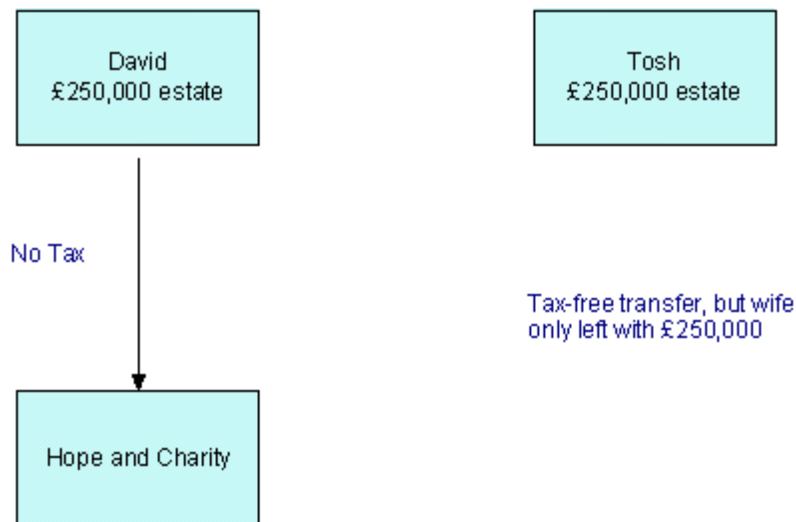 David
£250,000 estate
Tosh
£250,000 estate
No Tax
Tax-free transfer, but wife
only left with £250,000
Hope and Charity